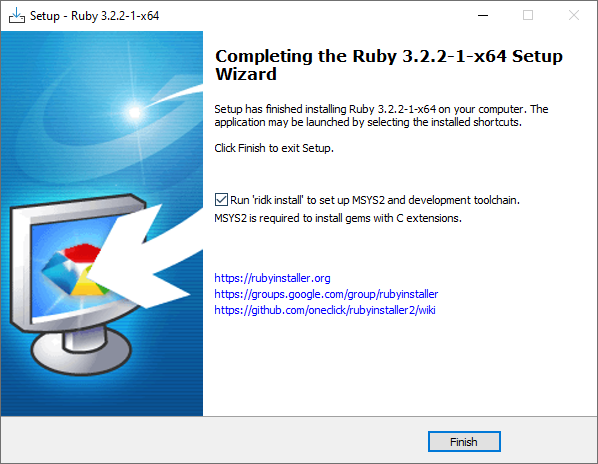 Setup - Ruby 3.2.2-1-x64
Completing the Ruby 3.2.2-1-x64 Setup
Wizard
Setup has finished installing Ruby 3.2.2-1-x64 on your computer. The
application may be launched by selecting the installed shortcuts.
Click Finish to exit Setup.
Run 'ridk install' to set up MSYS2 and development toolchain.
MSYS2 is required to install gems with C extensions.
https://rubyinstaller.org
https://groups.google.com/group/rubyinstaller
https://github.com/oneclick/rubyinstaller2/wiki
Finish